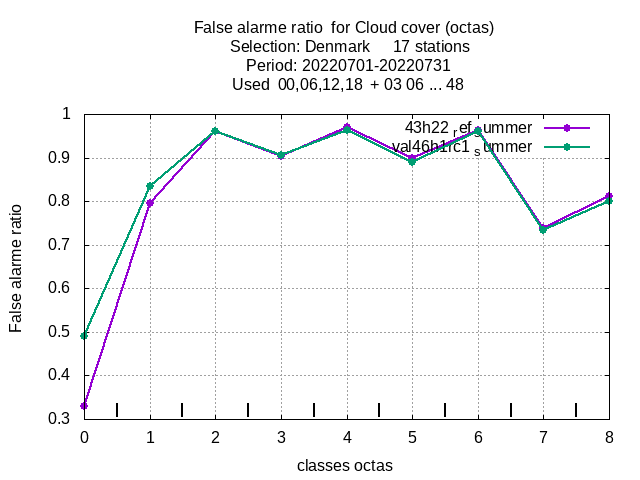 False alarme ratio  for Cloud cover (octas)
Selection: Denmark     17 stations
Period: 20220701-20220731
Used  00,06,12,18  + 03 06 ... 48
43h22 ref_summer
val46h1rc1_summer
False alarme ratio
1
0.9
0.8
0.7
0.6
0.5
0.4
0.3
0 1 2 3 4 5 6 7 8
classes octas